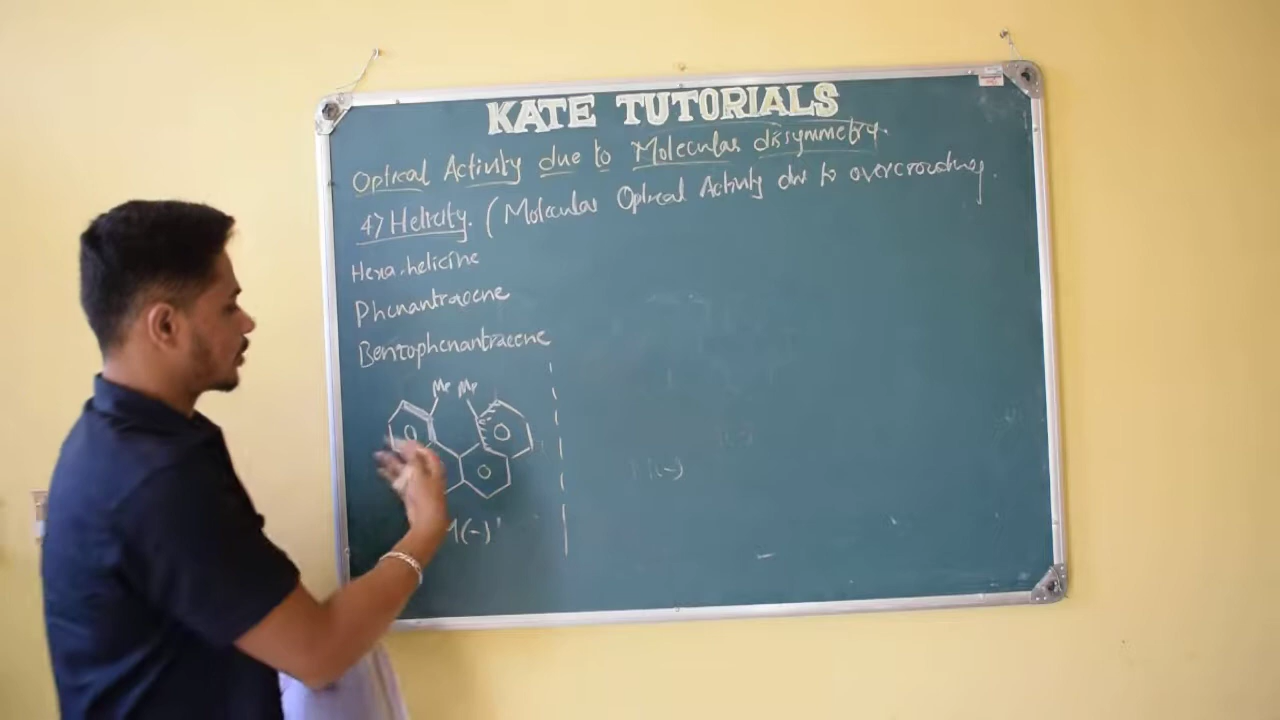 KATE TUTORIALS
Optical Activity due to Molecular dissymmetry.
4> Helicity. (Molecular Optical Activity due to overcrowding.
Hexa-helicine
Phenantracene
Benzophenantracene
Me Me
M(-)
(-)